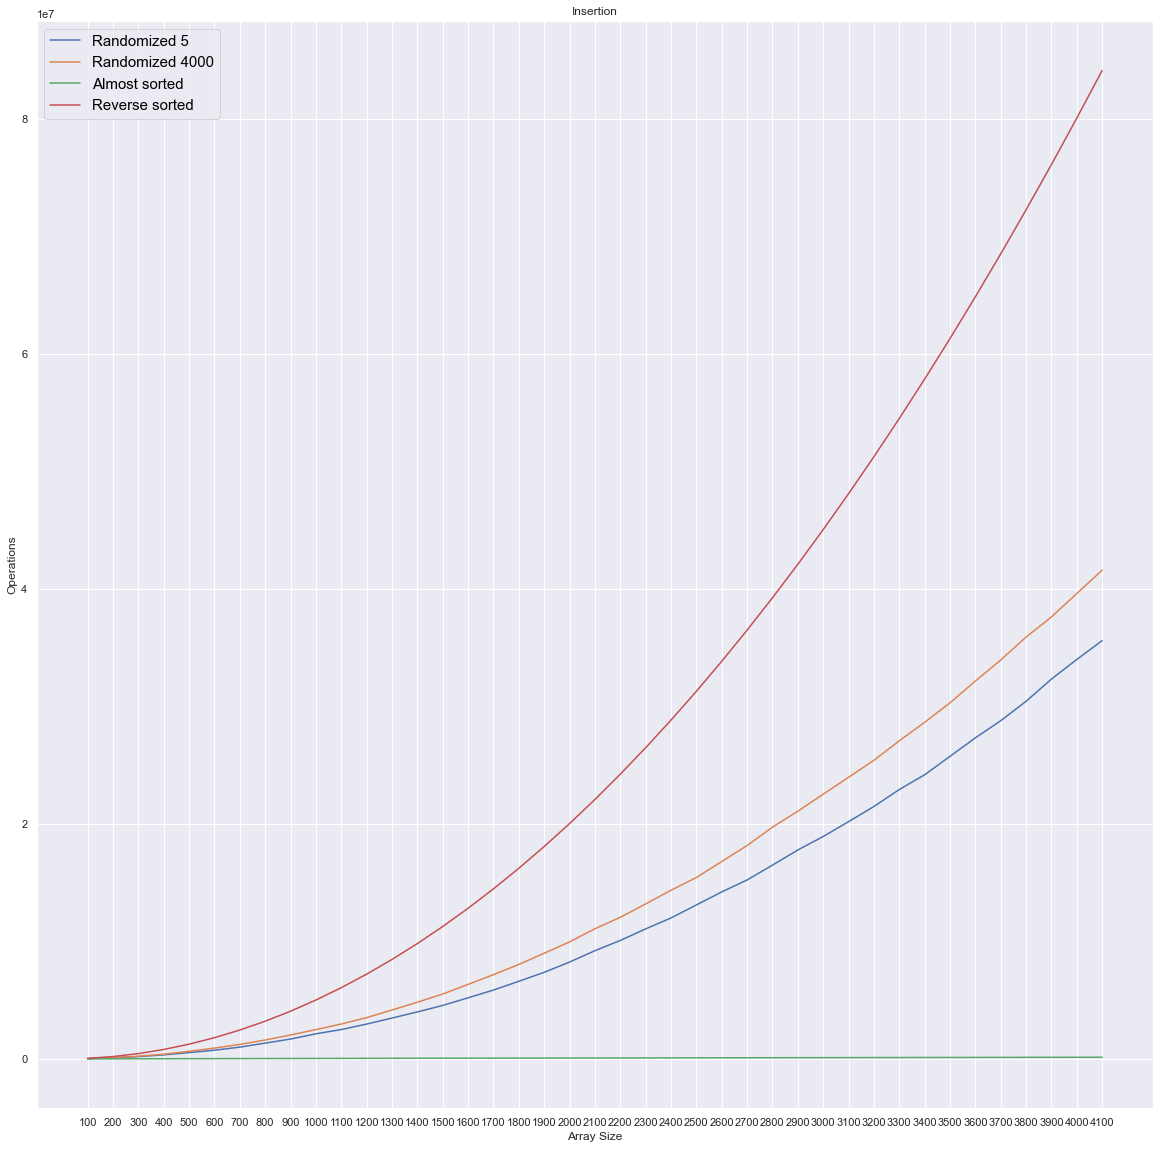 Insertion
1e7
Randomized 5
Randomized 4000
Almost sorted
Reverse sorted
8
6
4
2
0
Operations
100 200 300 400 500 600 700 800 900 1000 1100 1200 1300 1400 1500 1600 1700 1800 1900 2000 2100 2200 2300 2400 2500 2600 2700 2800 2900 3000 3100 3200 3300 3400 3500 3600 3700 3800 3900 4000 4100
Array Size